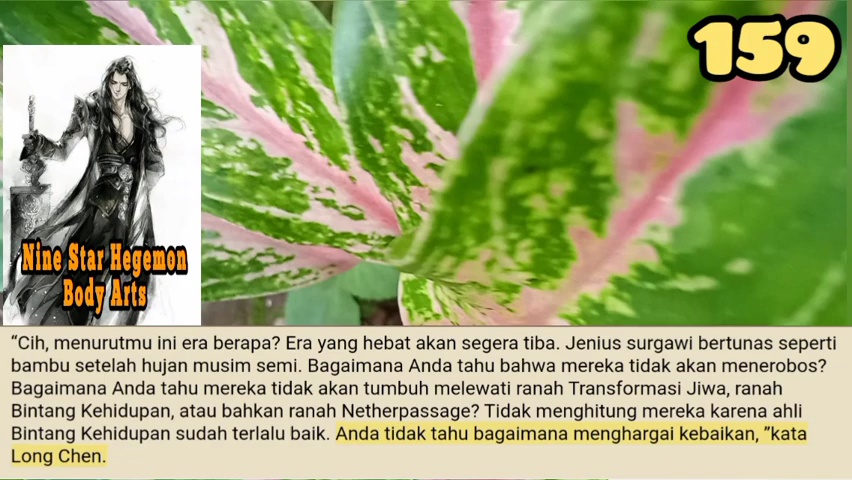 159
Nine Star Hegemon
Body Arts
“Cih, menurutmu ini era berapa? Era yang hebat akan segera tiba. Jenius surgawi bertunas seperti
bambu setelah hujan musim semi. Bagaimana Anda tahu bahwa mereka tidak akan menerobos?
Bagaimana Anda tahu mereka tidak akan tumbuh melewati ranah Transformasi Jiwa, ranah
Bintang Kehidupan, atau bahkan ranah Netherpassage? Tidak menghitung mereka karena ahli
Bintang Kehidupan sudah terlalu baik. Anda tidak tahu bagaimana menghargai kebaikan, ”kata
Long Chen.